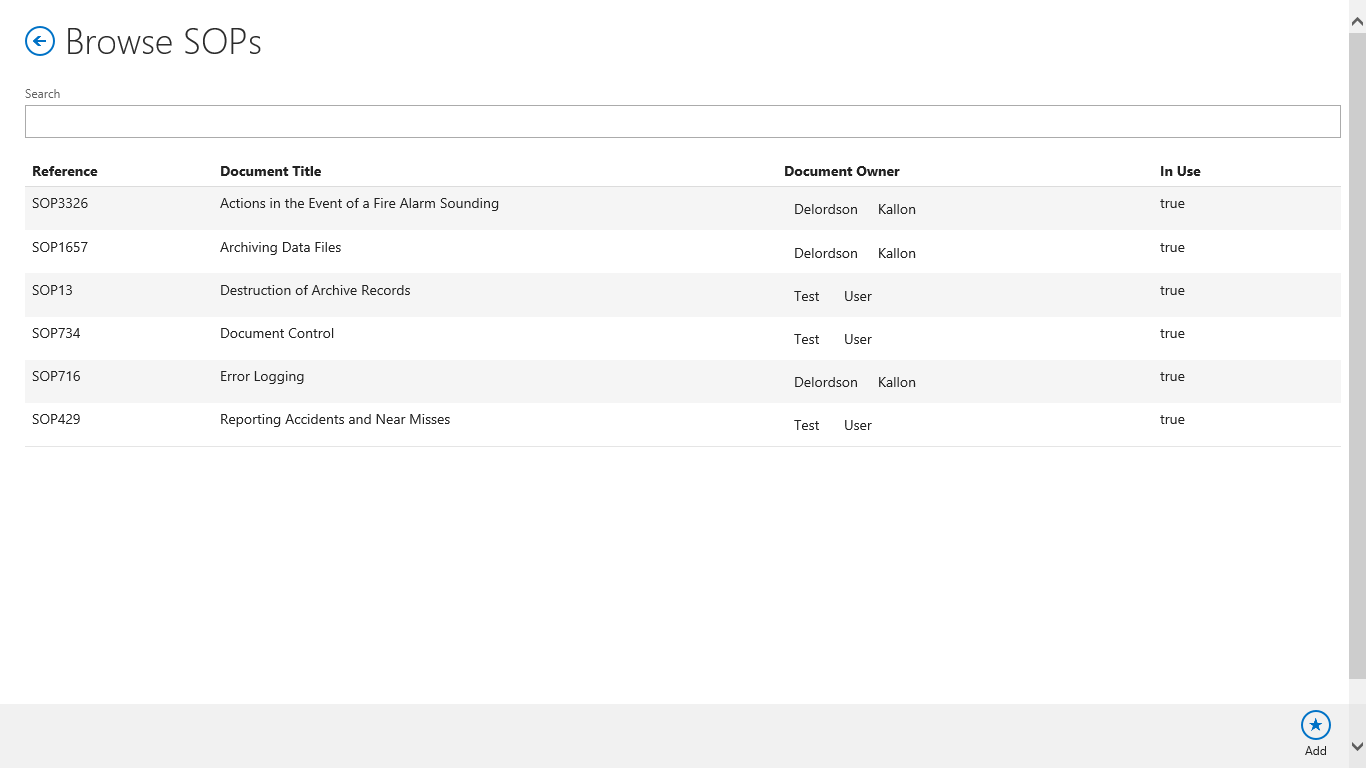 Browse SOPs
Search
Reference Document Title Document Owner In Use
SOP3326 Actions in the Event of a Fire Alarm Sounding Delordson Kallon true
SOP1657 Archiving Data Files Delordson Kallon true
SOP13 Destruction of Archive Records Test User true
SOP734 Document Control Test User true
SOP716 Error Logging Delordson Kallon true
SOP429 Reporting Accidents and Near Misses Test User true
Add